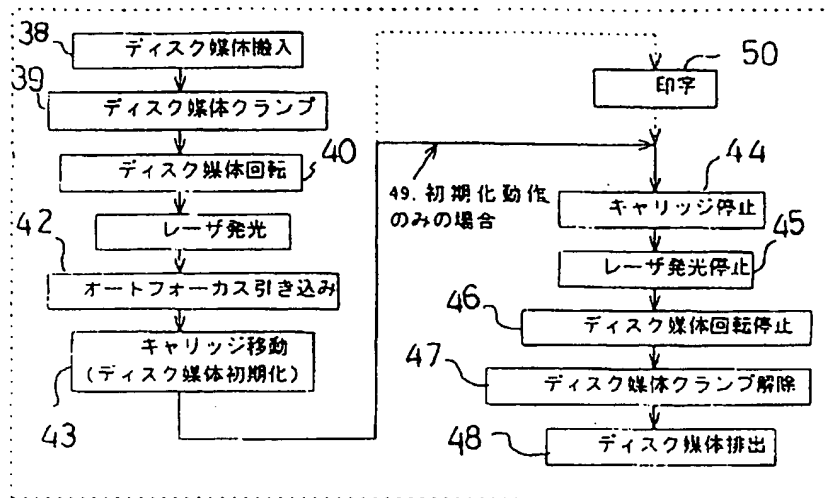 38
ディスク媒体搬入
39
ディスク媒体クランプ
40
ディスク媒体回転
レーザ発光
42
オートフォーカス引き込み
キャリッジ移動
(ディスク媒体初期化)
43
49.初期化動作
のみの場合
50
印字
44
キャリッジ停止
45
レーザ発光停止
46
ディスク媒体回転停止
47
ディスク媒体クランプ解除
48
ディスク媒体排出